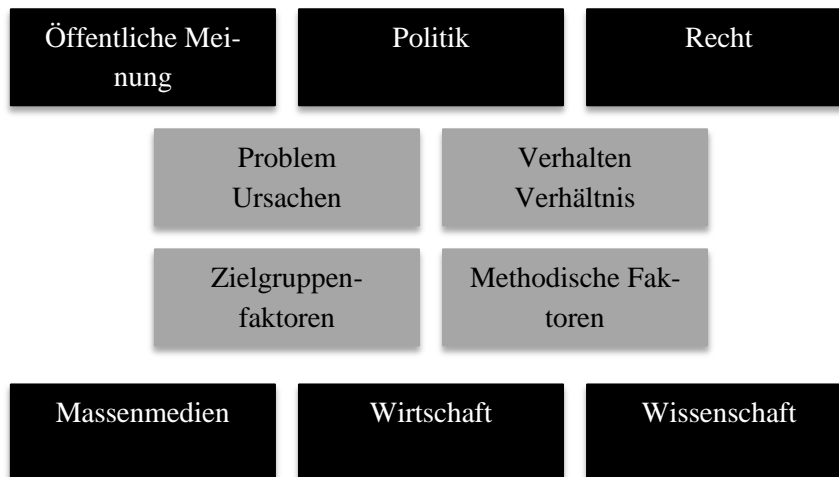 Öffentliche Mei-
nung
Politik
Recht
Problem
Ursachen
Verhalten
Verhältnis
Zielgruppen-
faktoren
Methodische Fak-
toren
Massenmedien
Wirtschaft
Wissenschaft